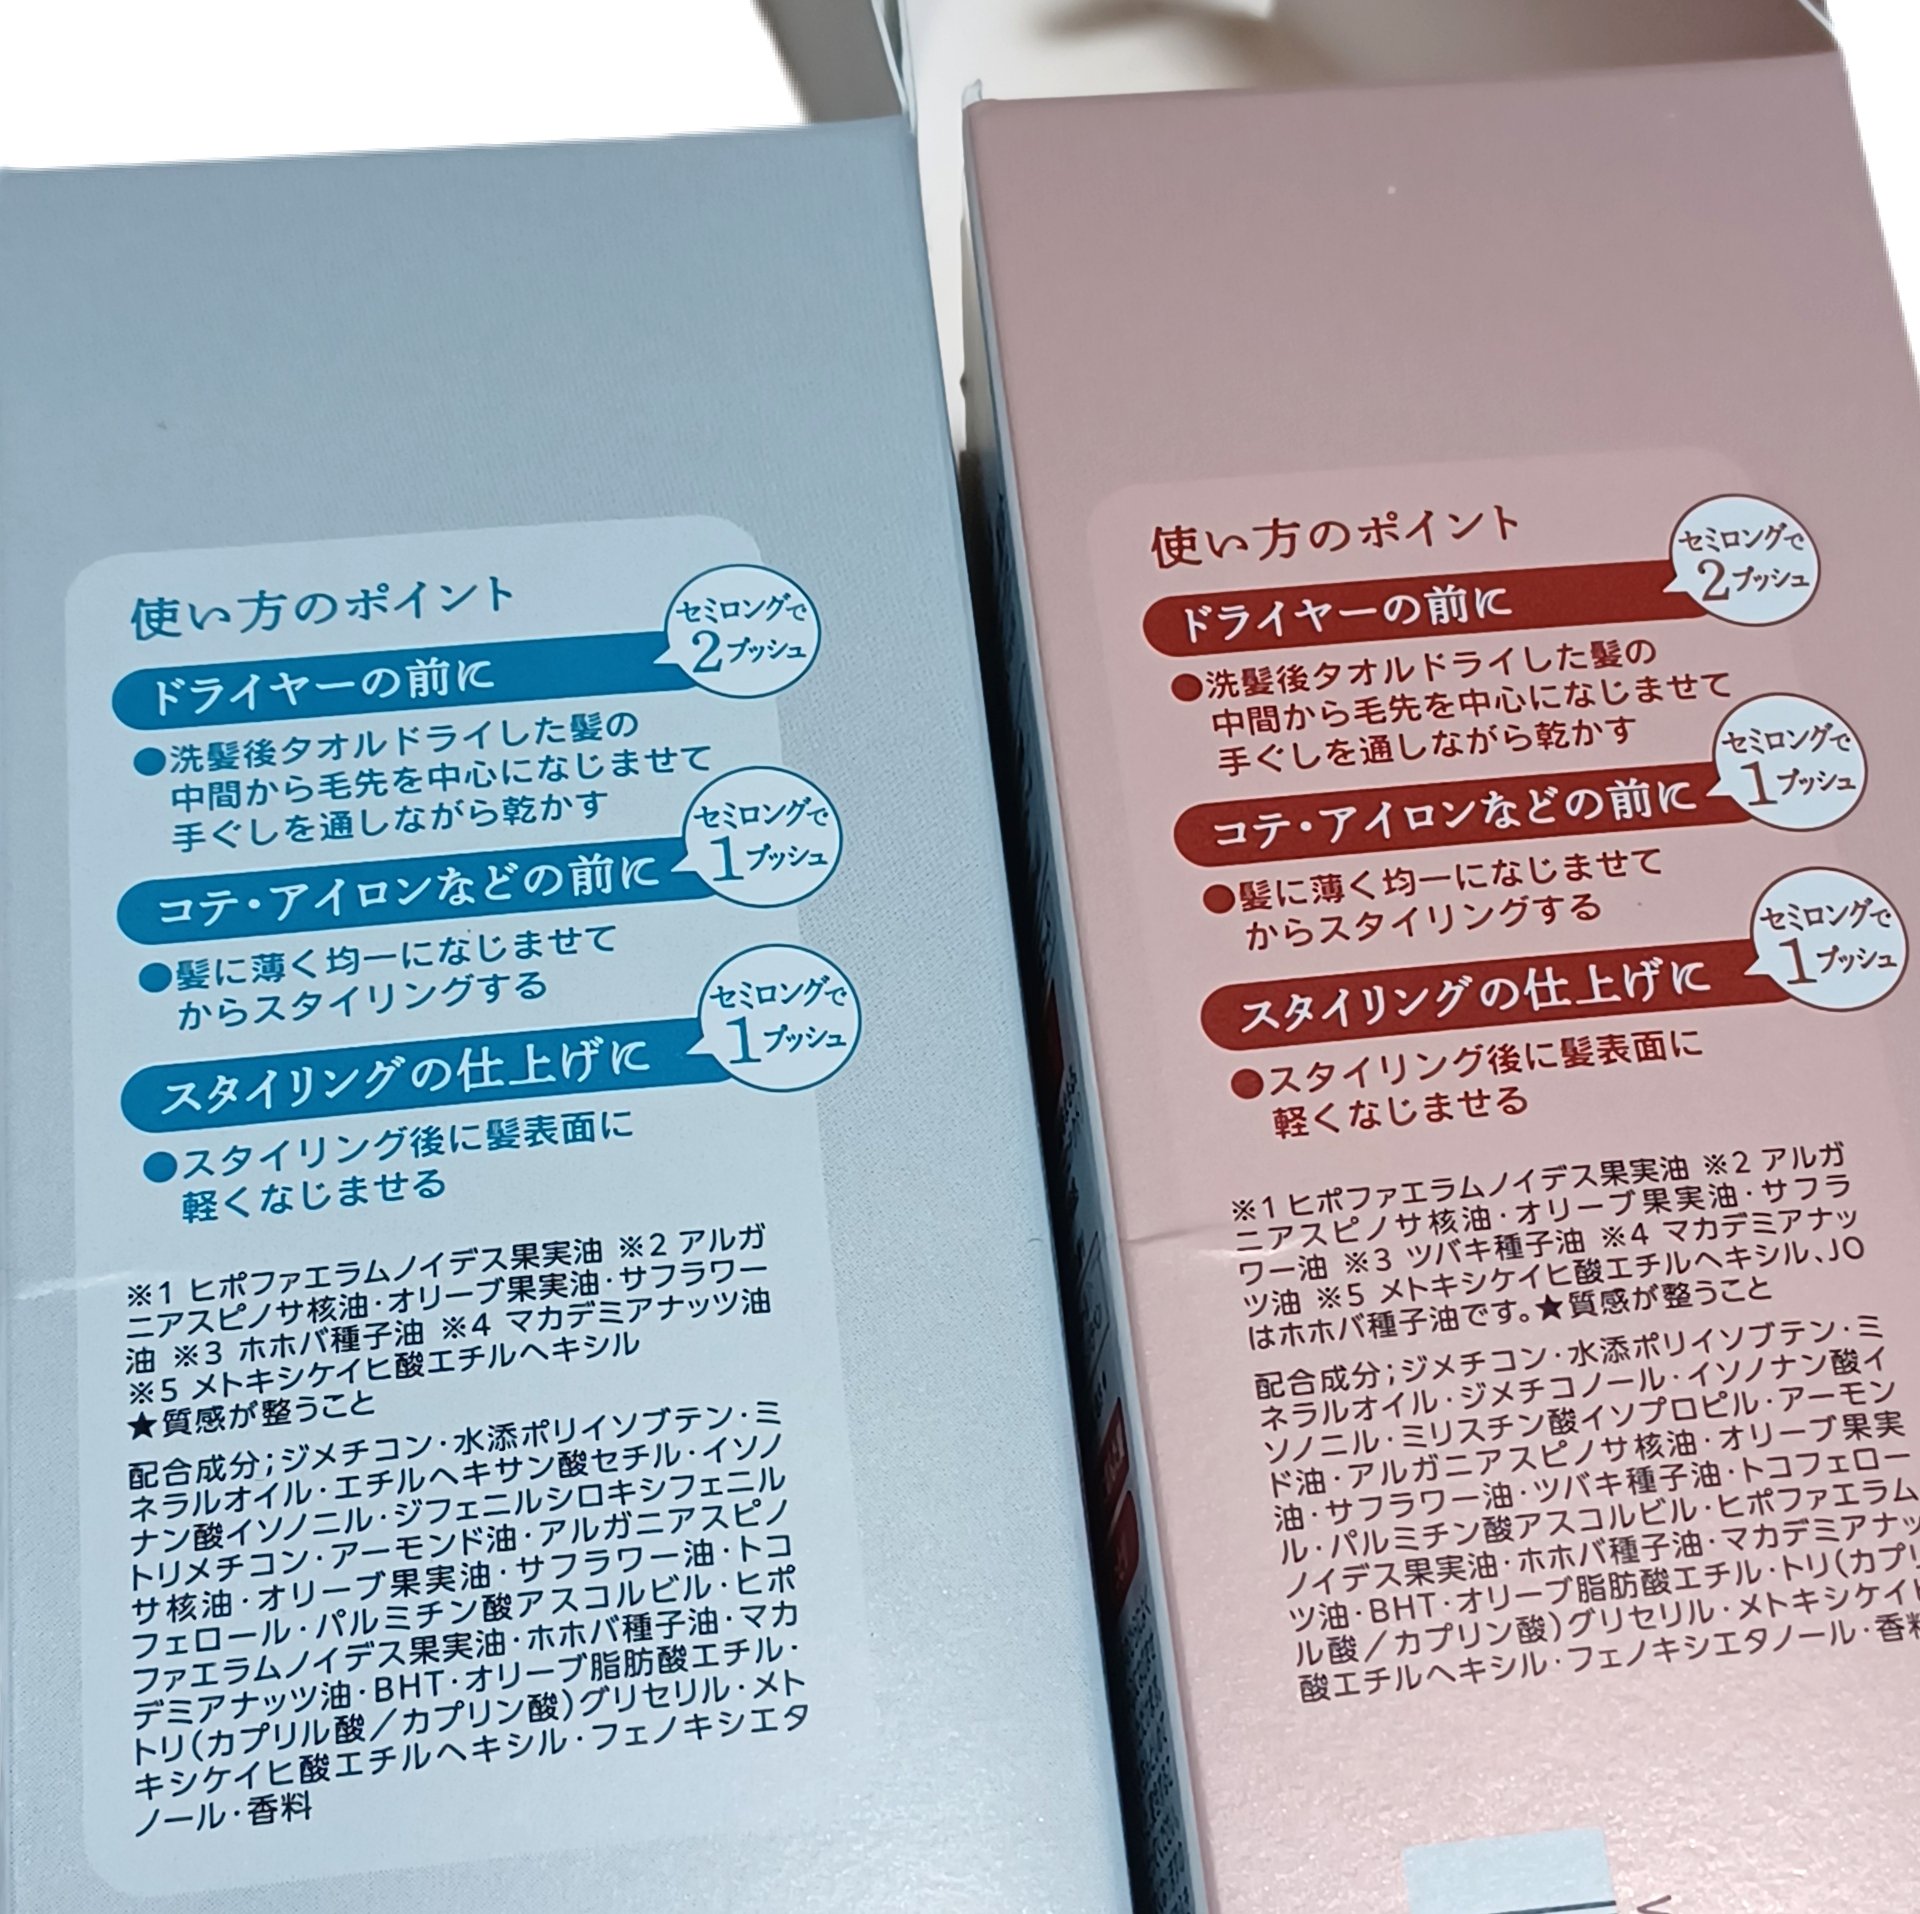 使い方のポイント
ドライヤーの前に
セミロングで
2プッシュ
●洗髪後タオルドライした髪の
中間から毛先を中心になじませて
手ぐしを通しながら乾かす
コテ・アイロンなどの前に
セミロングで
1プッシュ
●髪に薄く均一になじませて
からスタイリングする
スタイリングの仕上げに
セミロングで
1プッシュ
●スタイリング後に髪表面に
軽くなじませる
※1 ヒポファエラムノイデス果実油 ※2 アルガ
ニアスピノサ核油・オリーブ果実油・サフラワー
油 ※3 ホホバ種子油 ※4 マカデミアナッツ油
※5 メトキシケイヒ酸エチルヘキシル
★質感が整うこと
配合成分；ジメチコン・水添ポリイソブテン・ミ
ネラルオイル・エチルヘキサン酸セチル・イソノ
ナン酸イソノニル・ジフェニルシロキシフェニル
トリメチコン・アーモンド油・アルガニアスピノ
サ核油・オリーブ果実油・サフラワー油・トコ
フェロール・パルミチン酸アスコルビル・ヒポ
ファエラムノイデス果実油・ホホバ種子油・マカ
デミアナッツ油・BHT・オリーブ脂肪酸エチル・
トリ(カプリル酸／カプリン酸)グリセリル・メト
キシケイヒ酸エチルヘキシル・フェノキシエタ
ノール・香料
使い方のポイント
ドライヤーの前に
セミロングで
2プッシュ
●洗髪後タオルドライした髪の
中間から毛先を中心になじませて
手ぐしを通しながら乾かす
コテ・アイロンなどの前に
セミロングで
1プッシュ
●髪に薄く均一になじませて
からスタイリングする
スタイリングの仕上げに
セミロングで
1プッシュ
●スタイリング後に髪表面に
軽くなじませる
※1 ヒポファエラムノイデス果実油 ※2 アルガ
ニアスピノサ核油・オリーブ果実油・サフラ
ワー油 ※3 ツバキ種子油 ※4 マカデミアナッ
ツ油 ※5 メトキシケイヒ酸エチルヘキシル、JO
はホホバ種子油です。★質感が整うこと
配合成分；ジメチコン・水添ポリイソブテン・ミ
ネラルオイル・ジメチコノール・イソノナン酸イ
ソノニル・ミリスチン酸イソプロピル・アーモン
ド油・アルガニアスピノサ核油・オリーブ果実
油・サフラワー油・ツバキ種子油・トコフェロー
ル・パルミチン酸アスコルビル・ヒポファエラム
ノイデス果実油・ホホバ種子油・マカデミアナッ
ツ油・BHT・オリーブ脂肪酸エチル・トリ(カプリ
ル酸／カプリン酸)グリセリル・メトキシケイヒ
酸エチルヘキシル・フェノキシエタノール・香料